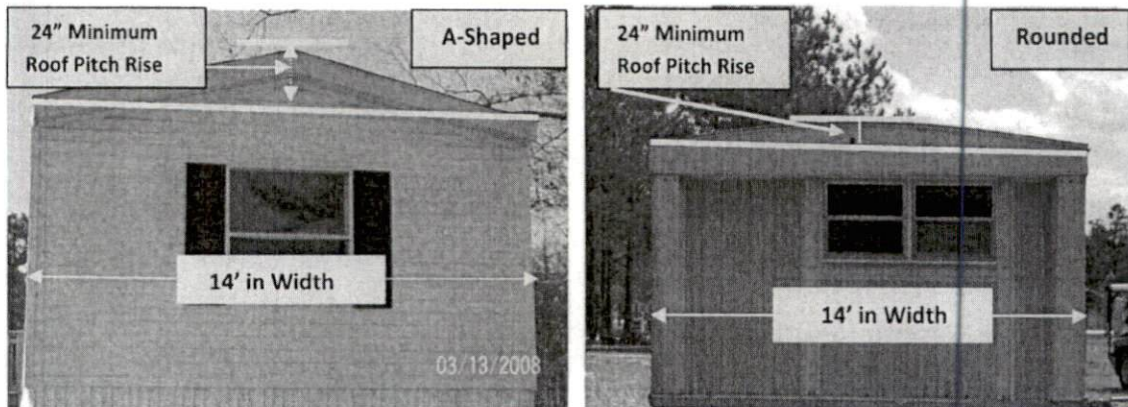 24” Minimum
Roof Pitch Rise
A-Shaped
14’ in Width
03/13/2008
24” Minimum
Roof Pitch Rise
Rounded
14’ in Width